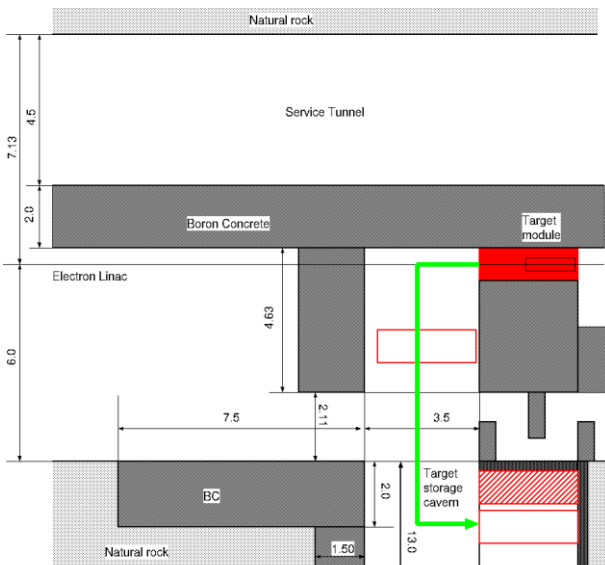 Natural rock
7.13
4.5
Service Tunnel
2.0
Boron Concrete
Target
module
Electron Linac
4.63
6.0
2.11
7.5
3.5
BC
2.0
Target
storage
cavern
1.50
13.0
Natural rock